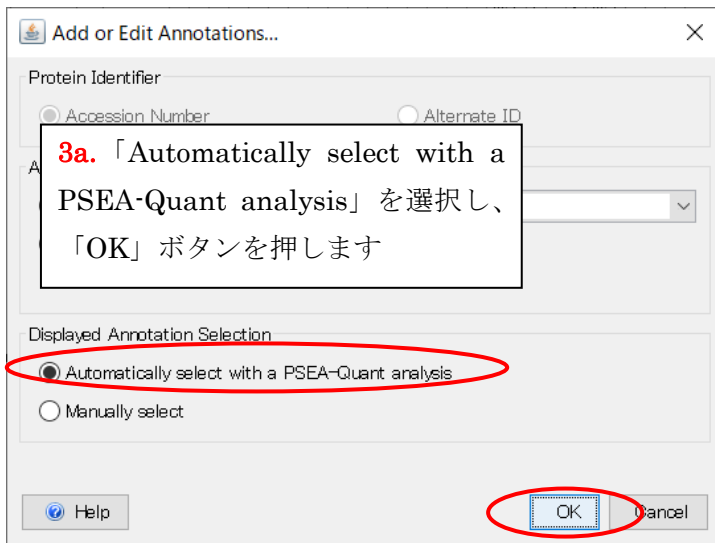 Add or Edit Annotations...
Protein Identifier
Accession Number
Alternate ID
3a.「Automatically select with a
PSEA-Quant analysis」を選択し、
「OK」ボタンを押します
Displayed Annotation Selection
Automatically select with a PSEA-Quant analysis
Manually select
Help
OK
Cancel